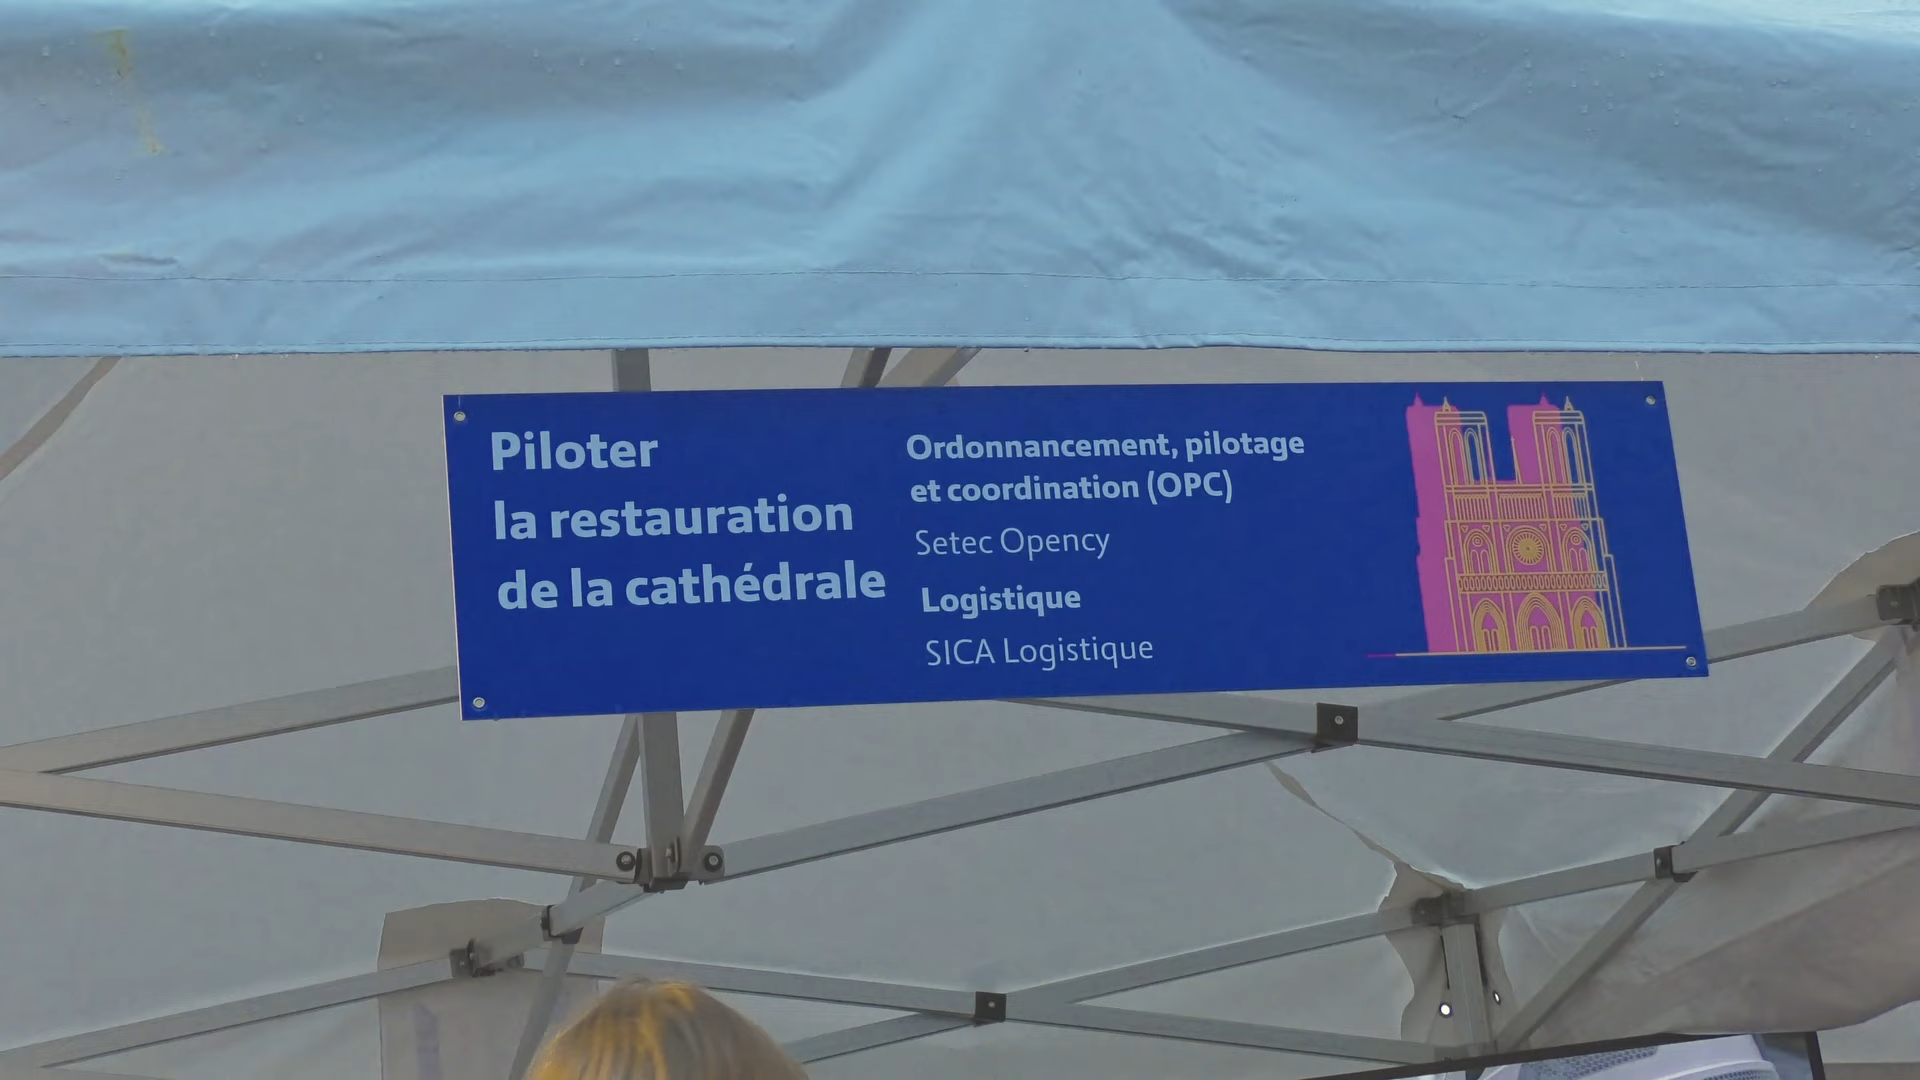 Piloter
la restauration
de la cathédrale
Ordonnancement, pilotage
et coordination (OPC)
Setec Opency
Logistique
SICA Logistique